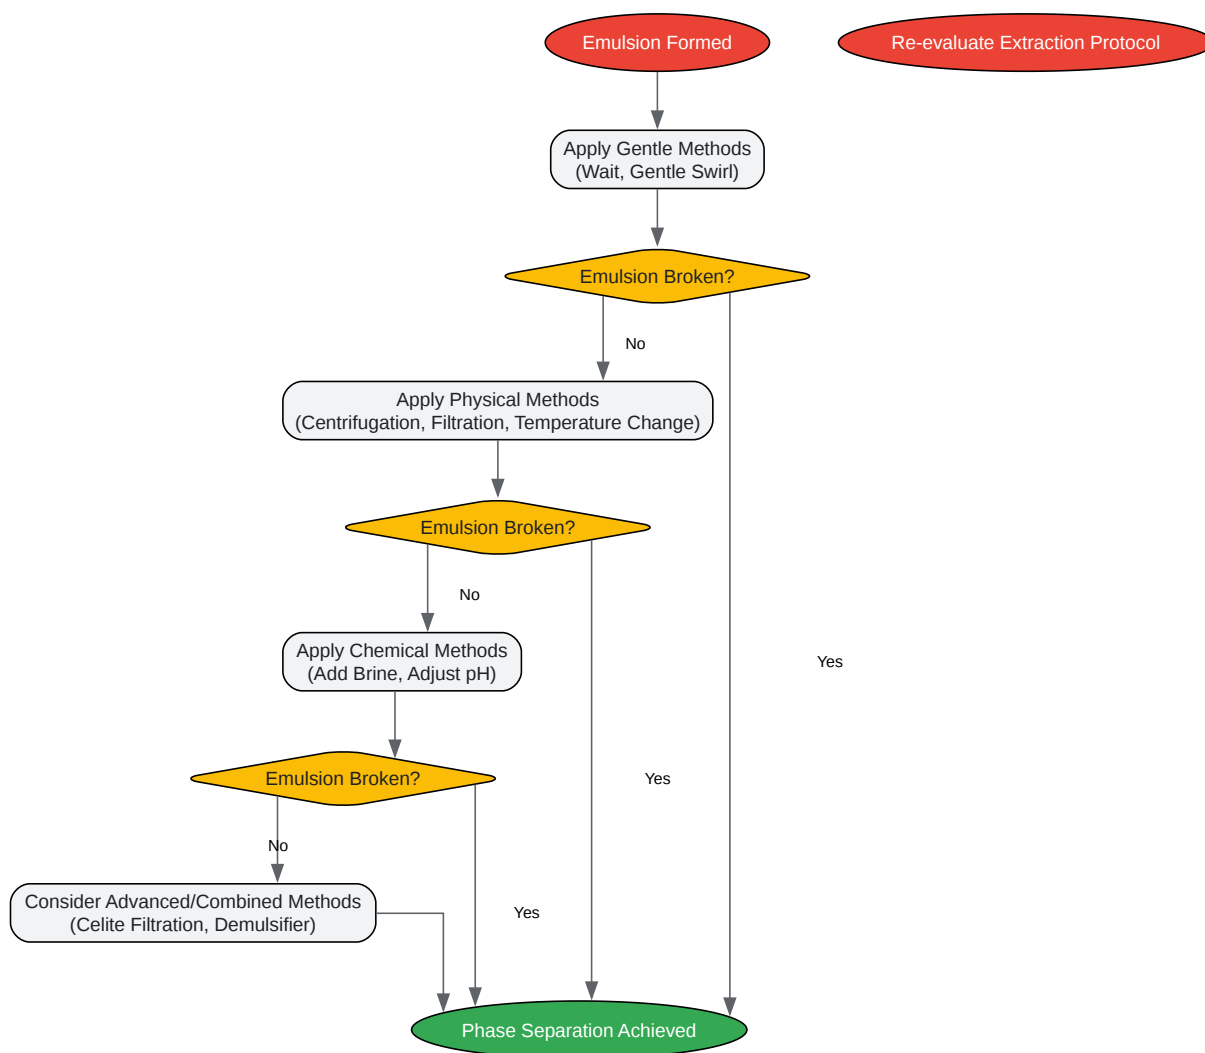 Emulsion Formed
Re-evaluate Extraction Protocol
Apply Gentle Methods
(Wait, Gentle Swirl)
Emulsion Broken?
No
Apply Physical Methods
(Centrifugation, Filtration, Temperature Change)
Emulsion Broken?
No
Apply Chemical Methods
(Add Brine, Adjust pH)
Yes
Emulsion Broken?
Yes
No
Consider Advanced/Combined Methods
(Celite Filtration, Demulsifier)
Yes
Phase Separation Achieved